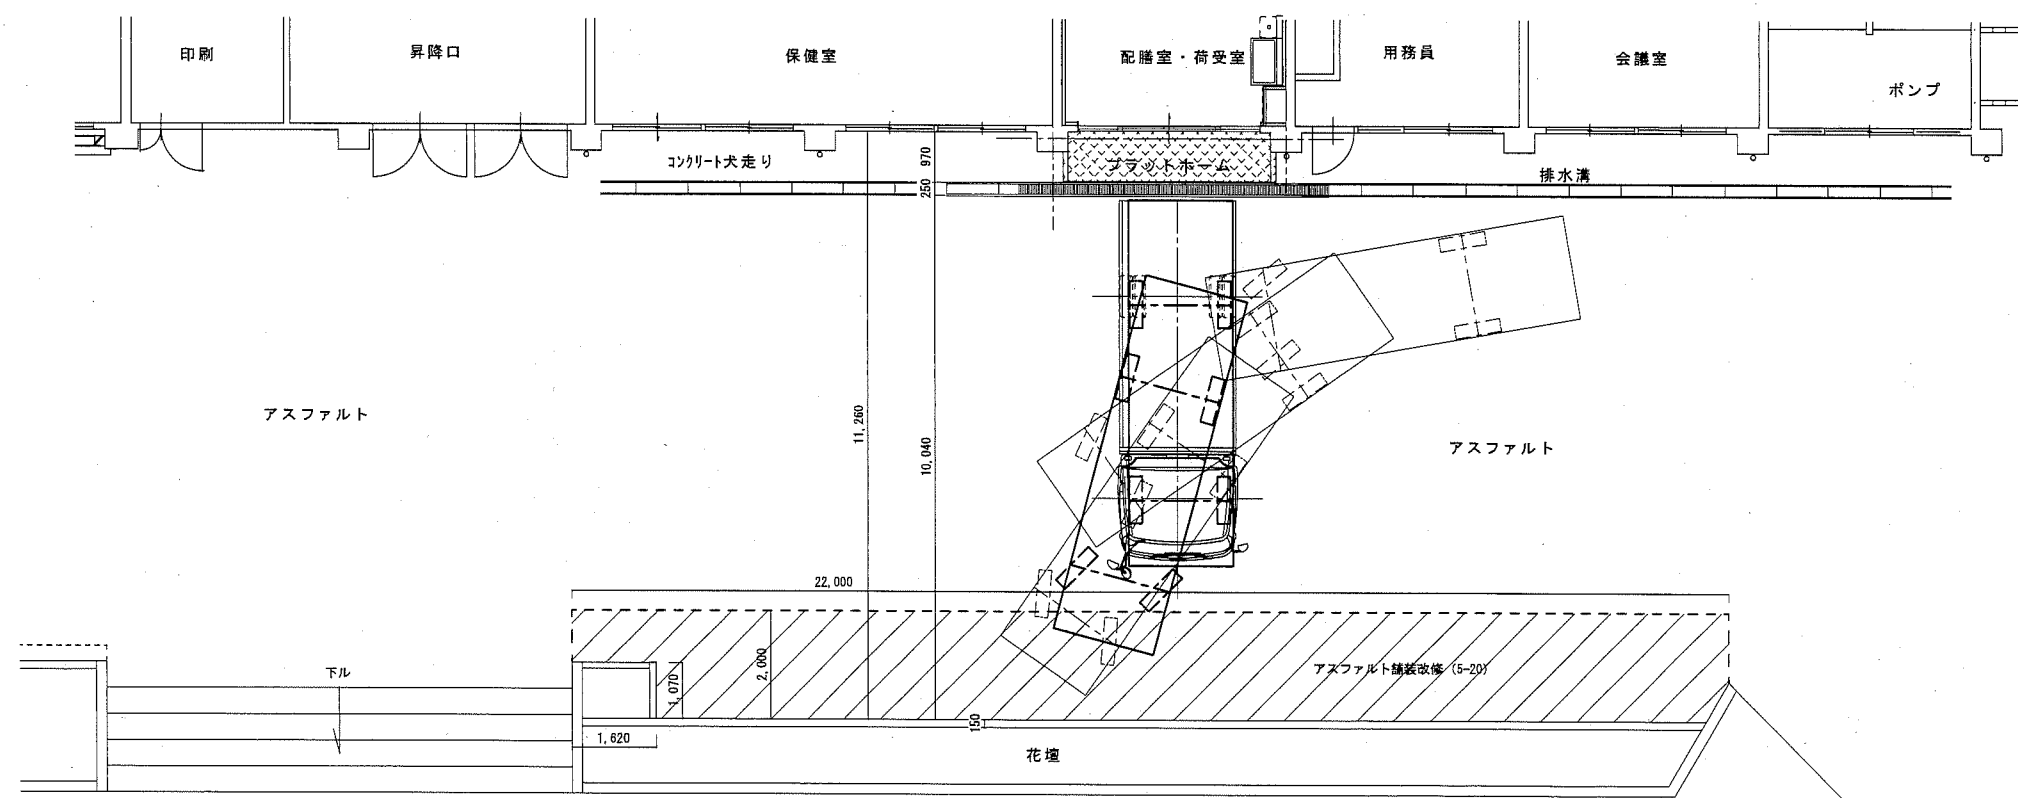 印刷
昇降口
保健室
配膳室・荷受室
用務員
会議室
ポンプ
コンクリート犬走り
970
プラットホーム
排水溝
250
アスファルト
11,260
10,040
アスファルト
22,000
下ル
1,070
2,000
アスファルト舗装改修 (5-20)
1,620
150
花壇